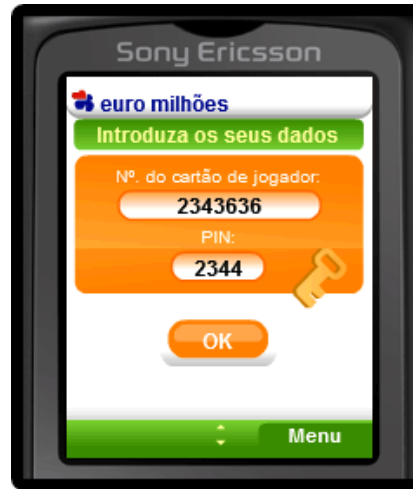 Sony Ericsson
euro milhões
Introduza os seus dados
Nº. do cartão de jogador:
2343636
PIN:
2344
OK
Menu